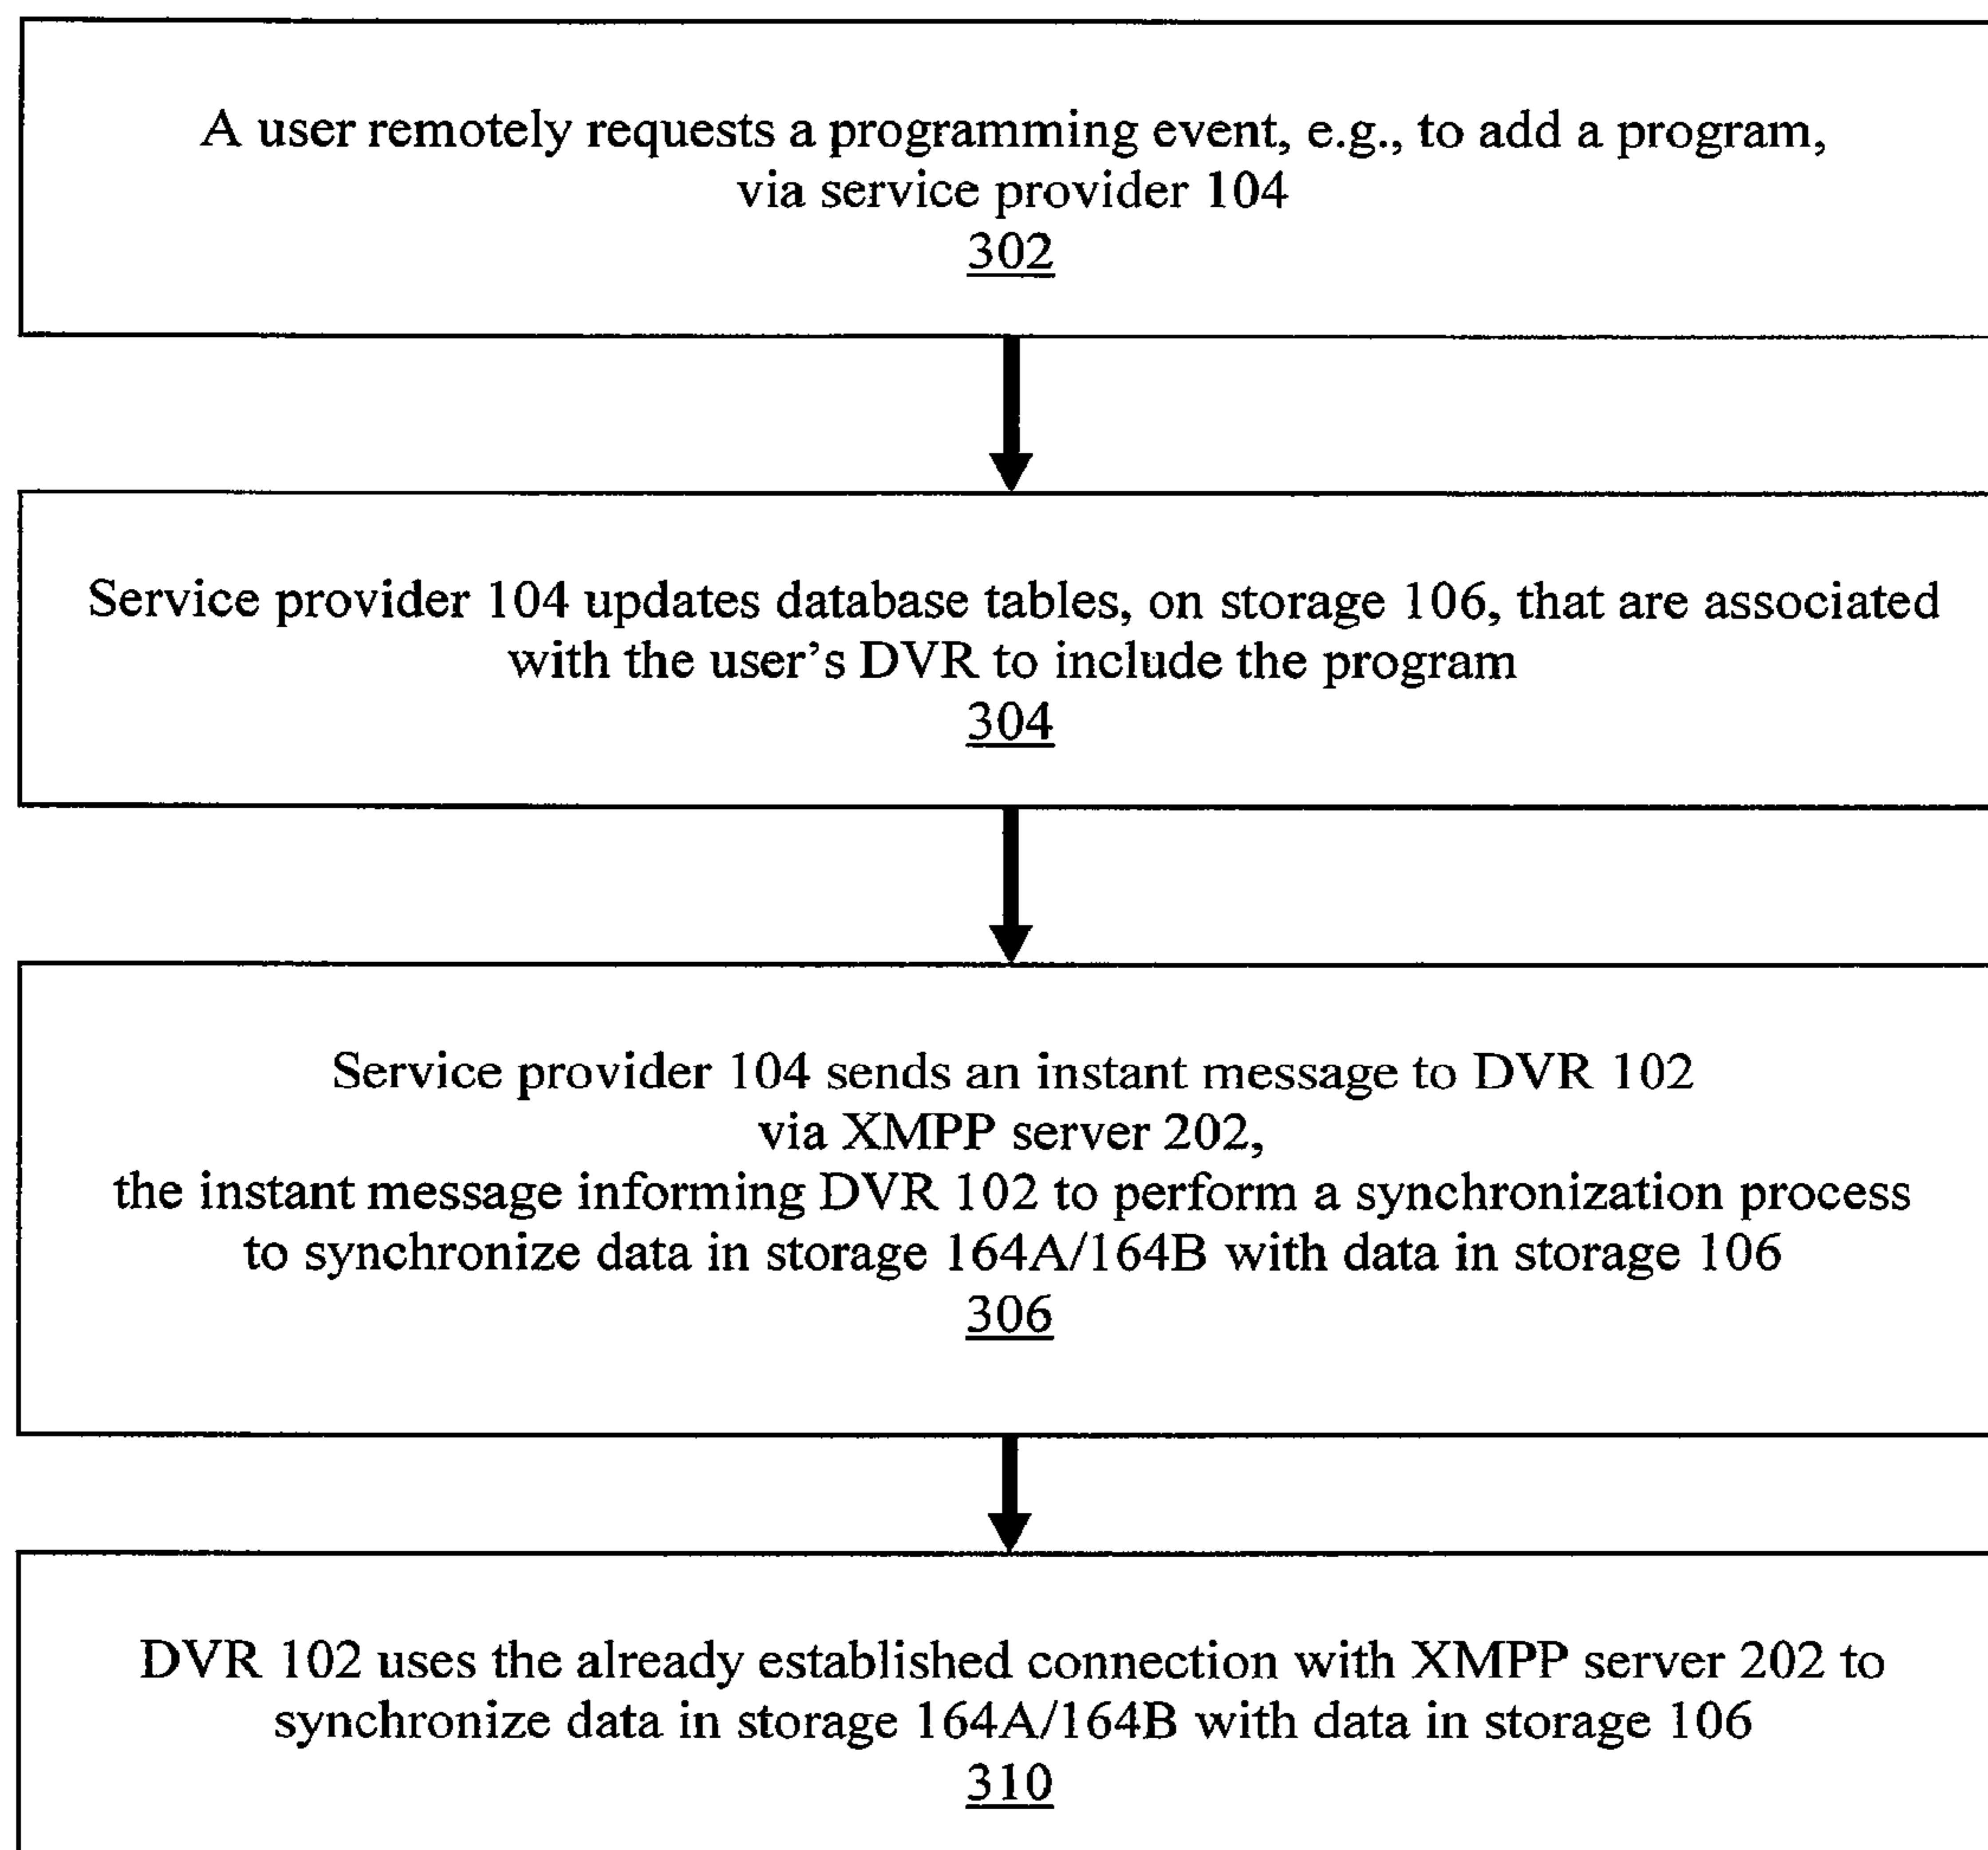 A user remotely requests a programming event, e.g., to add a program,
via service provider 104
302
Service provider 104 updates database tables, on storage 106, that are associated
with the user’s DVR to include the program
304
Service provider 104 sends an instant message to DVR 102
via XMPP server 202,
the instant message informing DVR 102 to perform a synchronization process
to synchronize data in storage 164A/164B with data in storage 106
306
DVR 102 uses the already established connection with XMPP server 202 to
synchronize data in storage 164A/164B with data in storage 106
310